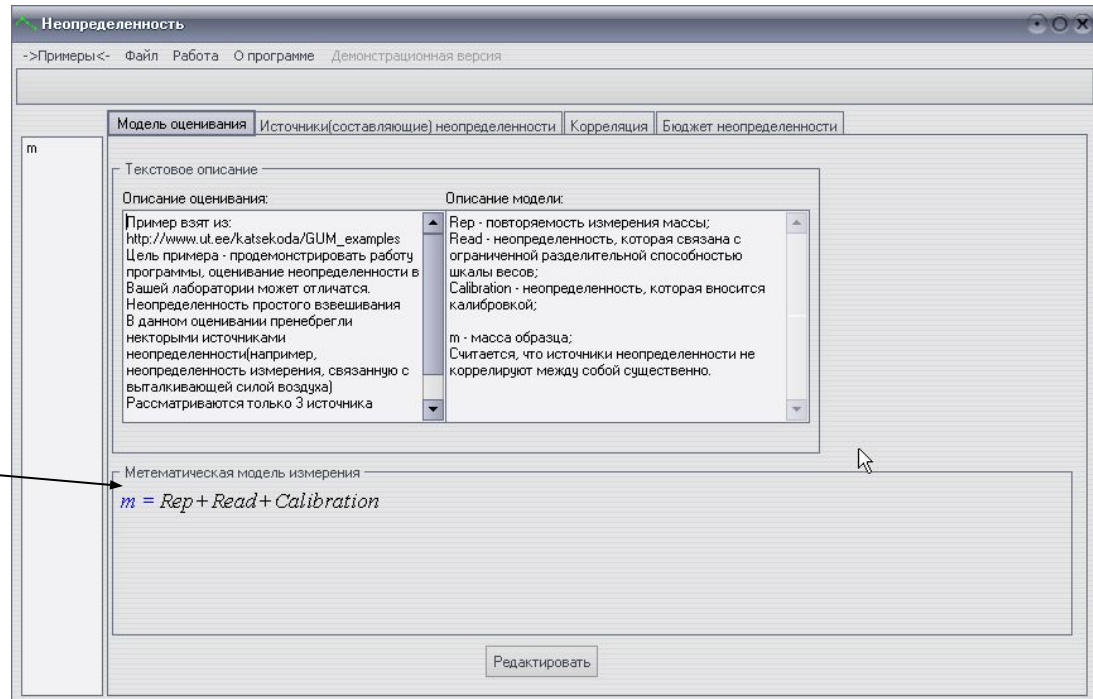 Неопределенность
->Примеры<- Файл Работа О программе Демонстрационная версия
Модель оценивания Источники(составляющие) неопределенности Корреляция Бюджет неопределенности
m
Текстовое описание
Описание оценивания:
Пример взят из:
http://www.ut.ee/katsekoda/GUM_examples
Цель примера - продемонстрировать работу
программы, оценивание неопределенности в
Вашей лаборатории может отличатся.
Неопределенность простого взвешивания
В данном оценивании пренебрегли
некторыми источниками
неопределенности(например,
неопределенность измерения, связанную с
выталкивающей силой воздуха)
Рассматриваются только 3 источника
Описание модели:
Rep - повторяемость измерения массы;
Read - неопределенность, которая связана с
ограниченной разделительной способностью
шкалы весов;
Calibration - неопределенность, которая вносится
калибровкой;
m - масса образца;
Считается, что источники неопределенности не
коррелируют между собой существенно.
Метематическая модель измерения
m = Rep+Read+Calibration
Редактировать